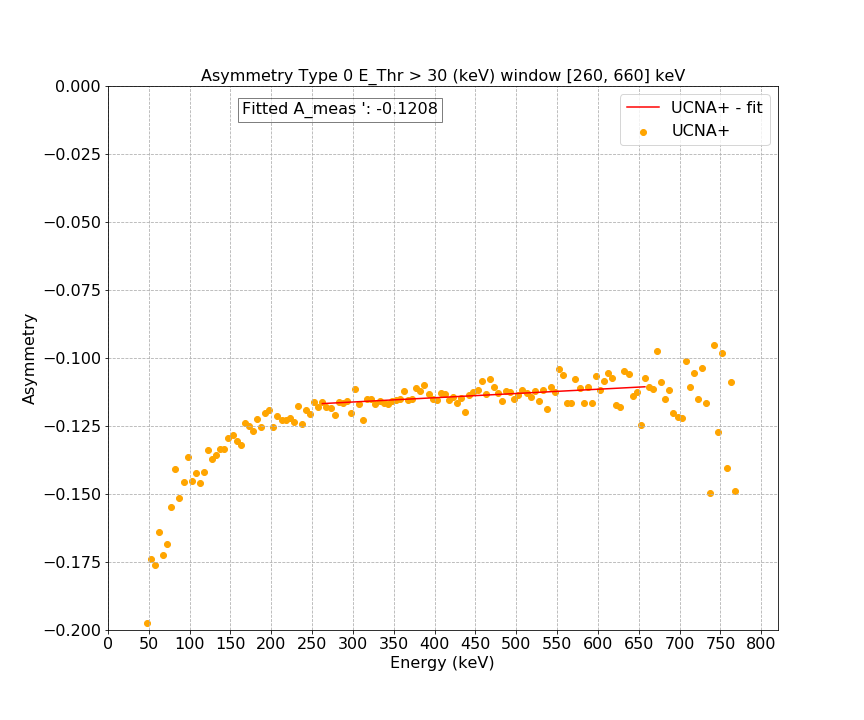 Asymmetry Type 0 E_Thr > 30 (keV) window [260, 660] keV
Fitted A_meas ': -0.1208
UCNA+ - fit
UCNA+
0.000
−0.025
−0.050
−0.075
−0.100
−0.125
−0.150
−0.175
−0.200
Asymmetry
0 50 100 150 200 250 300 350 400 450 500 550 600 650 700 750 800
Energy (keV)